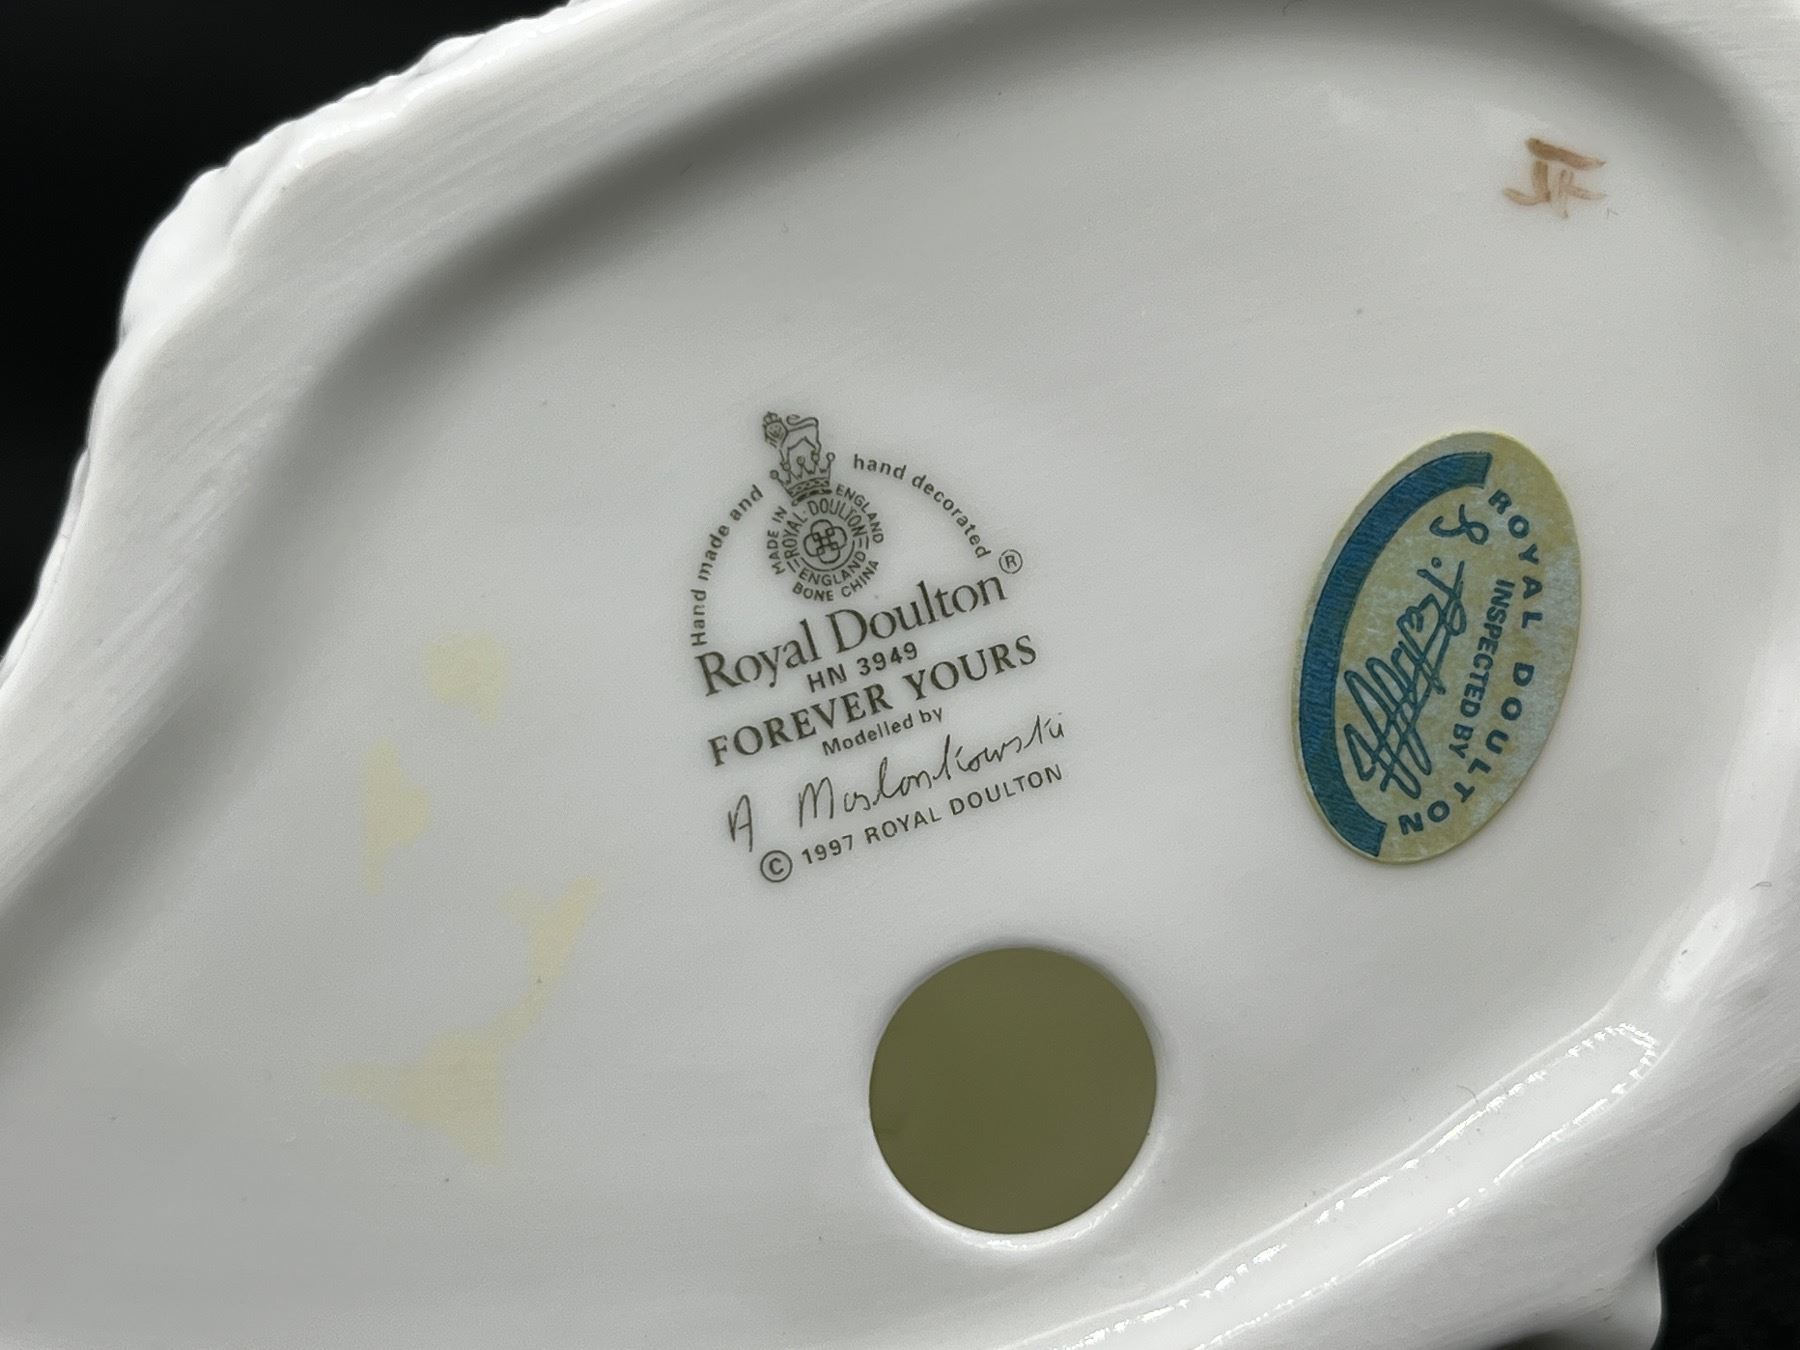 Hand made and hand decorated
MADE IN ENGLAND
ROYAL·DOULTON
ENGLAND
BONE CHINA
Royal Doulton®
HN 3949
FOREVER YOURS
Modelled by
A Maslankowski
© 1997 ROYAL DOULTON
ROYAL DOULTON
INSPECTED BY